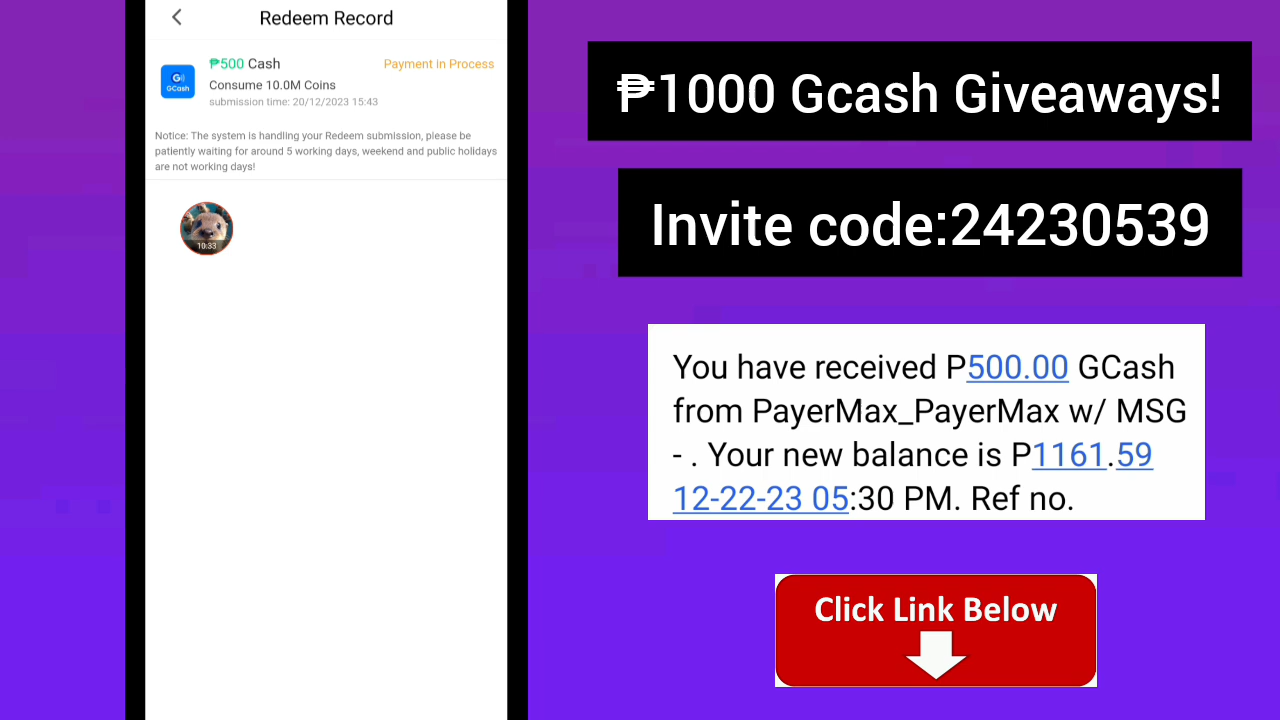 Redeem Record
₱500 Cash
Payment in Process
Consume 10.0M Coins
submission time: 20/12/2023 15:43
GCash
Notice: The system is handling your Redeem submission, please be
patiently waiting for around 5 working days, weekend and public holidays
are not working days!
10:33
₱1000 Gcash Giveaways!
Invite code:24230539
You have received P500.00 GCash
from PayerMax_PayerMax w/ MSG
- . Your new balance is P1161.59
12-22-23 05:30 PM. Ref no.
Click Link Below